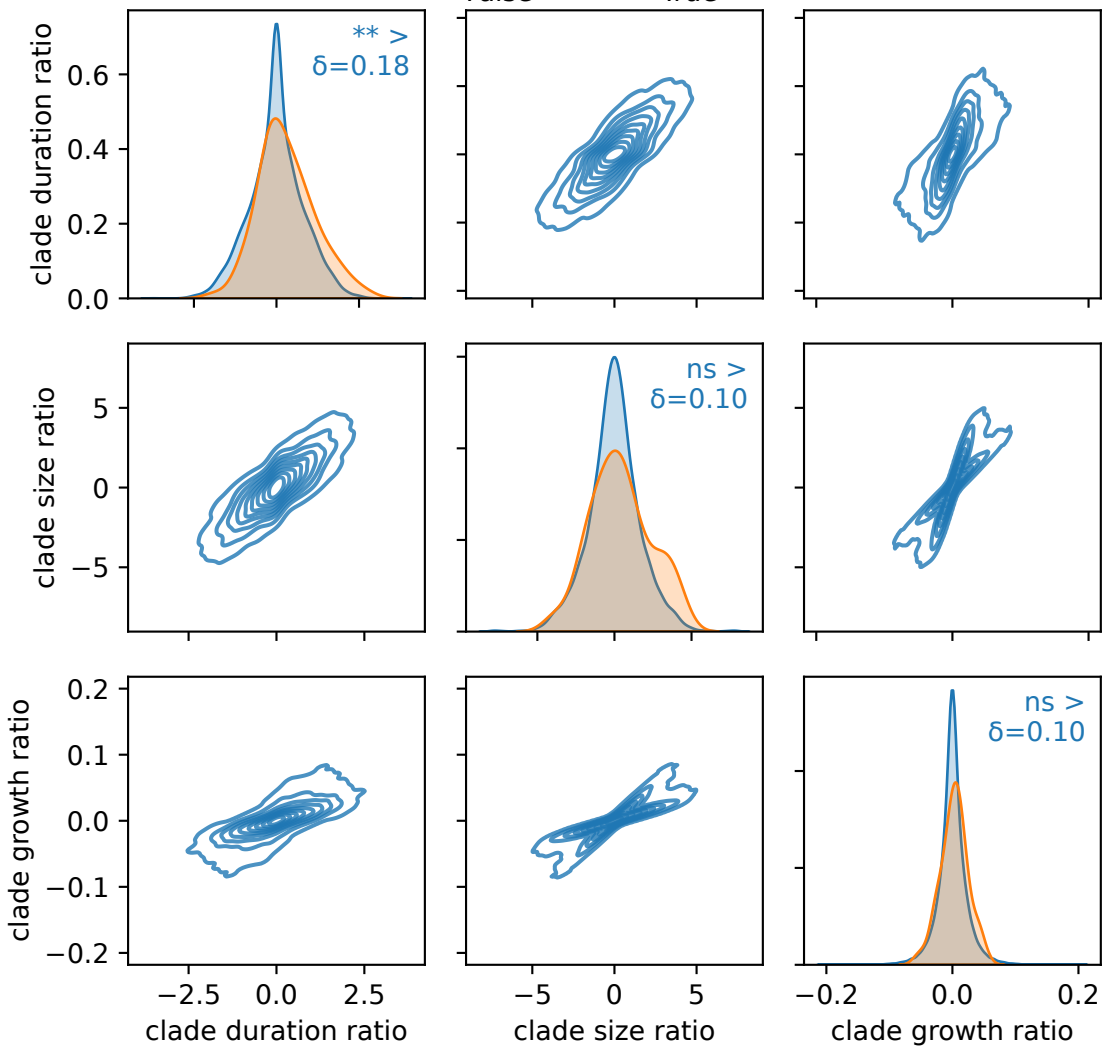 ** >
δ=0.18
clade duration ratio
0.6
0.4
0.2
0.0
ns >
δ=0.10
clade size ratio
5
0
−5
ns >
δ=0.10
clade growth ratio
0.2
0.1
0.0
−0.1
−0.2
−2.5 0.0 2.5
−5 0 5
−0.2 0.0 0.2
clade duration ratio
clade size ratio
clade growth ratio